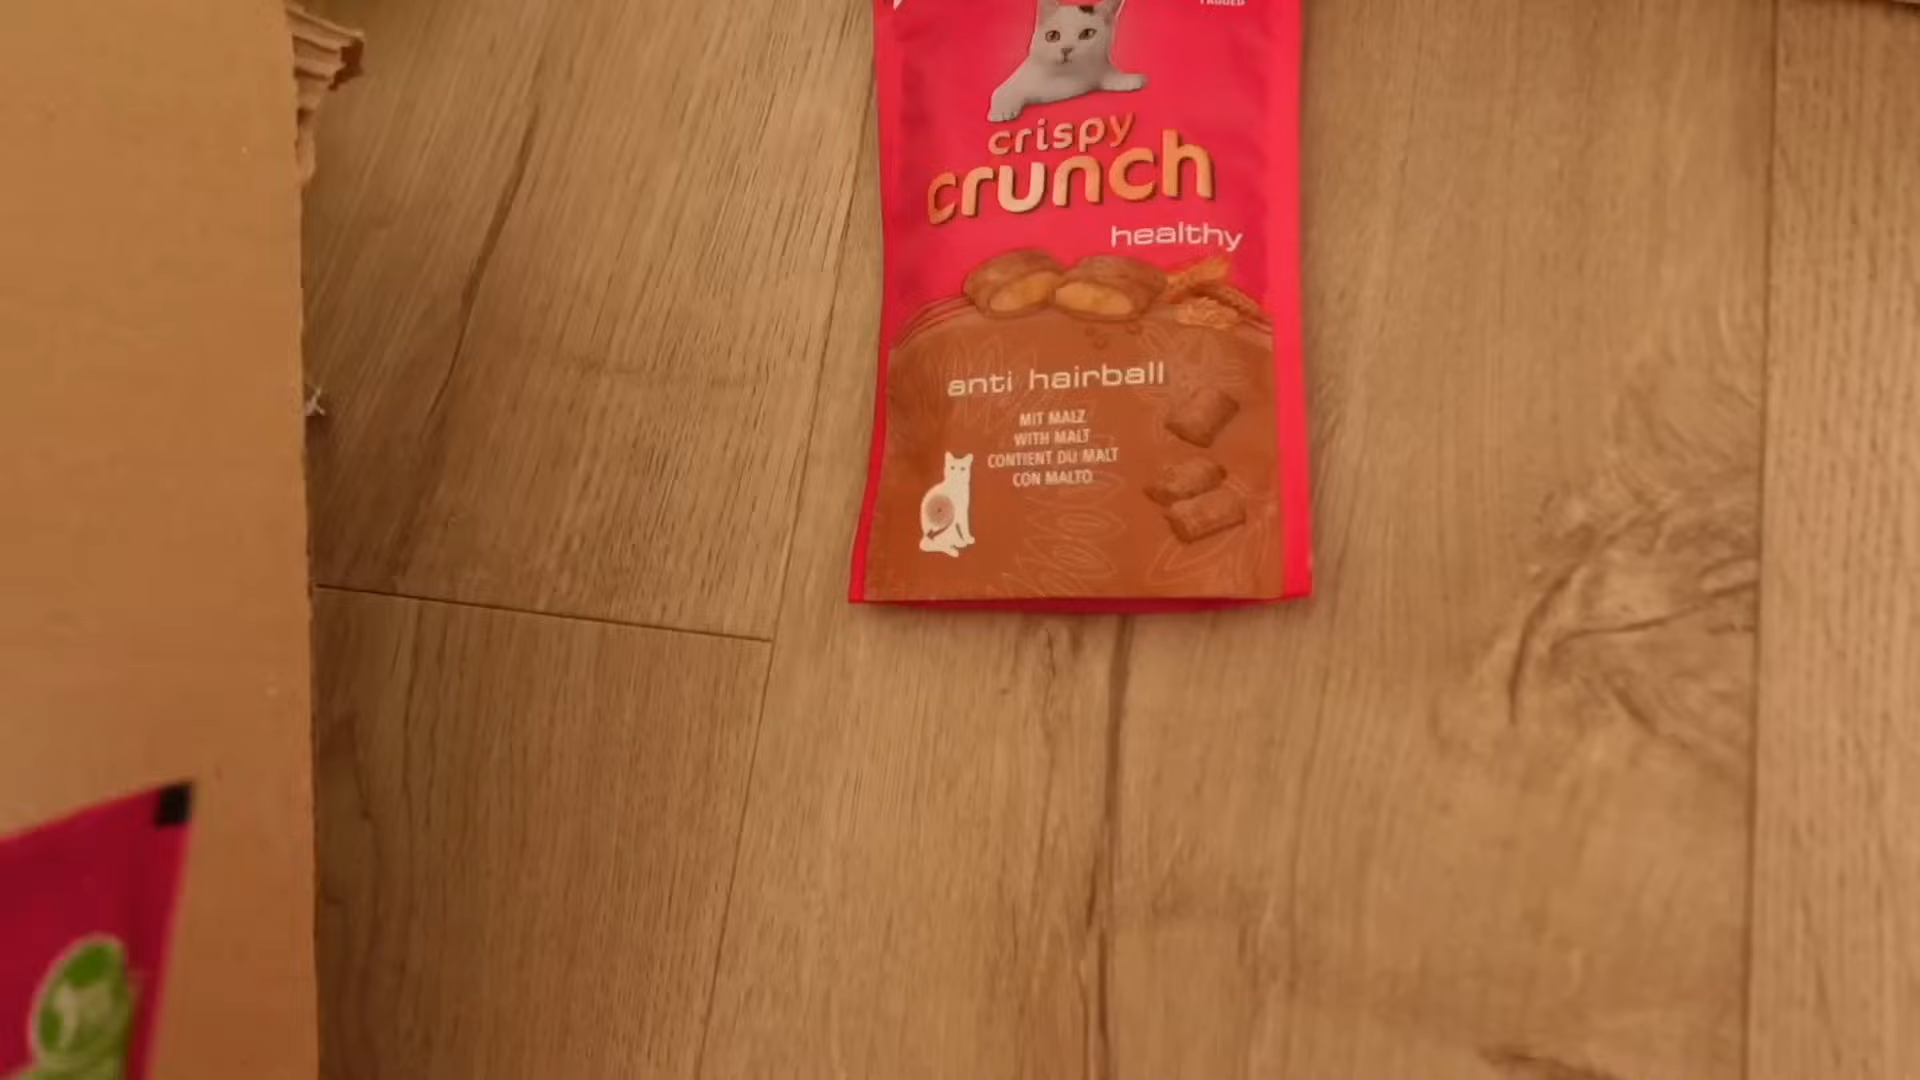 crispy
crunch
healthy
anti hairball
MIT MALZ
WITH MALT
CONTIENT DU MALT
CON MALTO